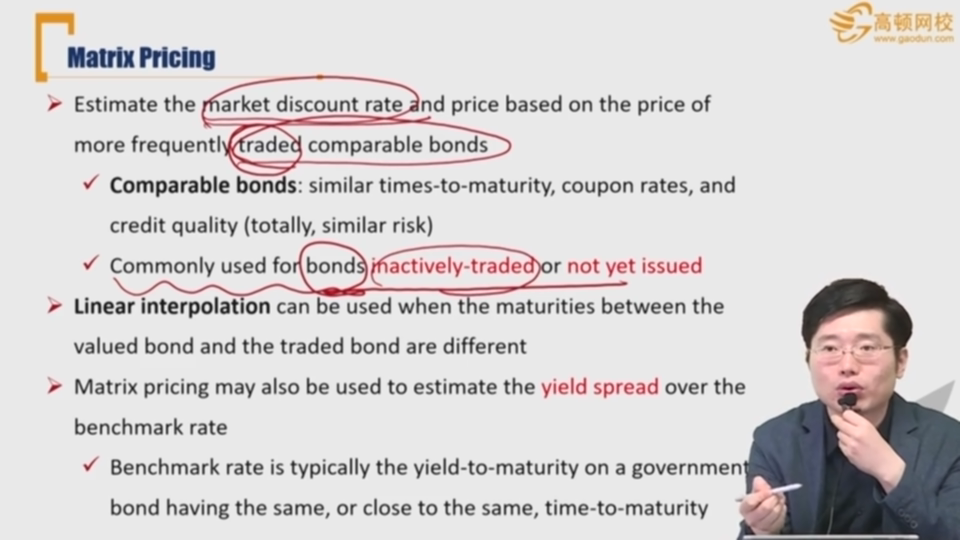 高顿网校
www.gaodun.com
Matrix Pricing
Estimate the market discount rate and price based on the price of
more frequently traded comparable bonds
Comparable bonds: similar times-to-maturity, coupon rates, and
credit quality (totally, similar risk)
Commonly used for bonds inactively-traded or not yet issued
Linear interpolation can be used when the maturities between the
valued bond and the traded bond are different
Matrix pricing may also be used to estimate the yield spread over the
benchmark rate
Benchmark rate is typically the yield-to-maturity on a government
bond having the same, or close to the same, time-to-maturity